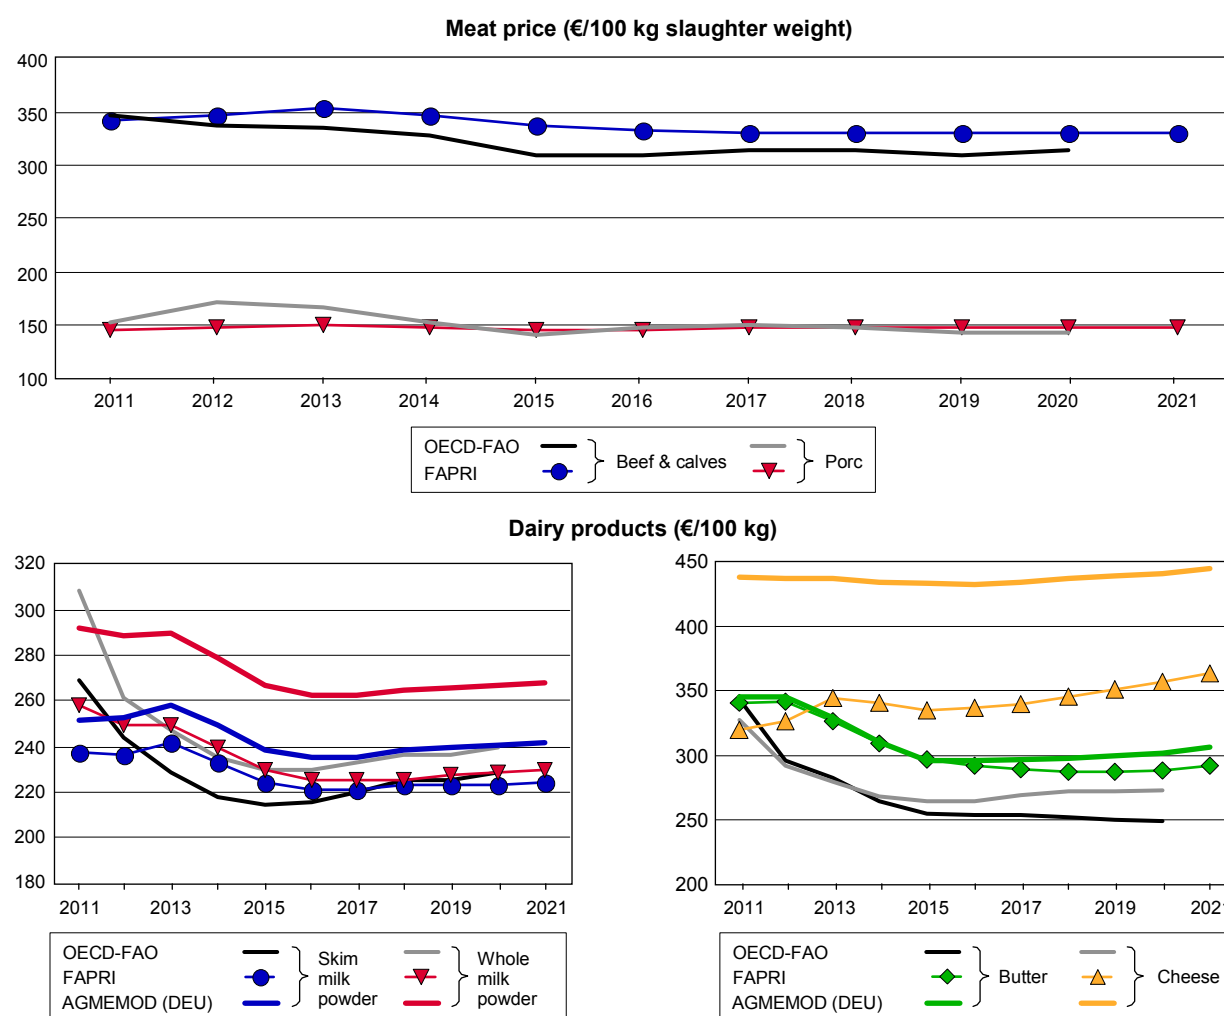 Meat price (€/100 kg slaughter weight)
400
350
300
250
200
150
100
2011 2012 2013 2014 2015 2016 2017 2018 2019 2020 2021
OECD-FAO
FAPRI
Beef & calves
Porc
Dairy products (€/100 kg)
320
300
280
260
240
220
200
180
2011 2013 2015 2017 2019 2021
OECD-FAO
FAPRI
AGMEMOD (DEU)
Skim
milk
powder
Whole
milk
powder
450
400
350
300
250
200
2011 2013 2015 2017 2019 2021
OECD-FAO
FAPRI
AGMEMOD (DEU)
Butter
Cheese